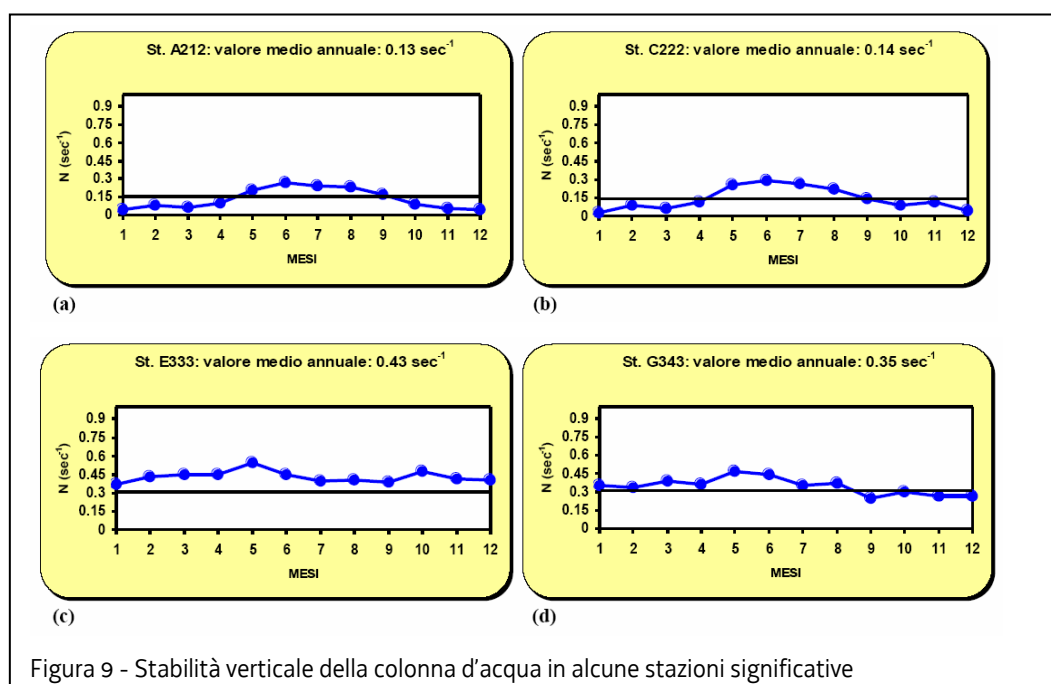 St. A212: valore medio annuale: 0.13 sec⁻¹
0.9
0.75
0.6
0.45
0.3
0.15
0
N (sec⁻¹)
1 2 3 4 5 6 7 8 9 10 11 12
MESI
(a)
St. C222: valore medio annuale: 0.14 sec⁻¹
0.9
0.75
0.6
0.45
0.3
0.15
0
N (sec⁻¹)
1 2 3 4 5 6 7 8 9 10 11 12
MESI
(b)
St. E333: valore medio annuale: 0.43 sec⁻¹
0.9
0.75
0.6
0.45
0.3
0.15
0
N (sec⁻¹)
1 2 3 4 5 6 7 8 9 10 11 12
MESI
(c)
St. G343: valore medio annuale: 0.35 sec⁻¹
0.9
0.75
0.6
0.45
0.3
0.15
0
N (sec⁻¹)
1 2 3 4 5 6 7 8 9 10 11 12
MESI
(d)
Figura 9 - Stabilità verticale della colonna d'acqua in alcune stazioni significative